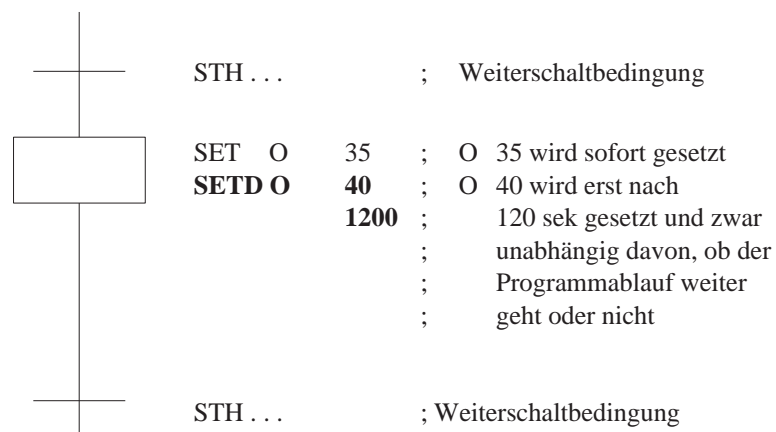 STH . . . ; Weiterschaltbedingung
SET O 35 ; O 35 wird sofort gesetzt
SETD O 40 ; O 40 wird erst nach
1200 ; 120 sek gesetzt und zwar
; unabhängig davon, ob der
; Programmablauf weiter
; geht oder nicht
STH . . . ; Weiterschaltbedingung